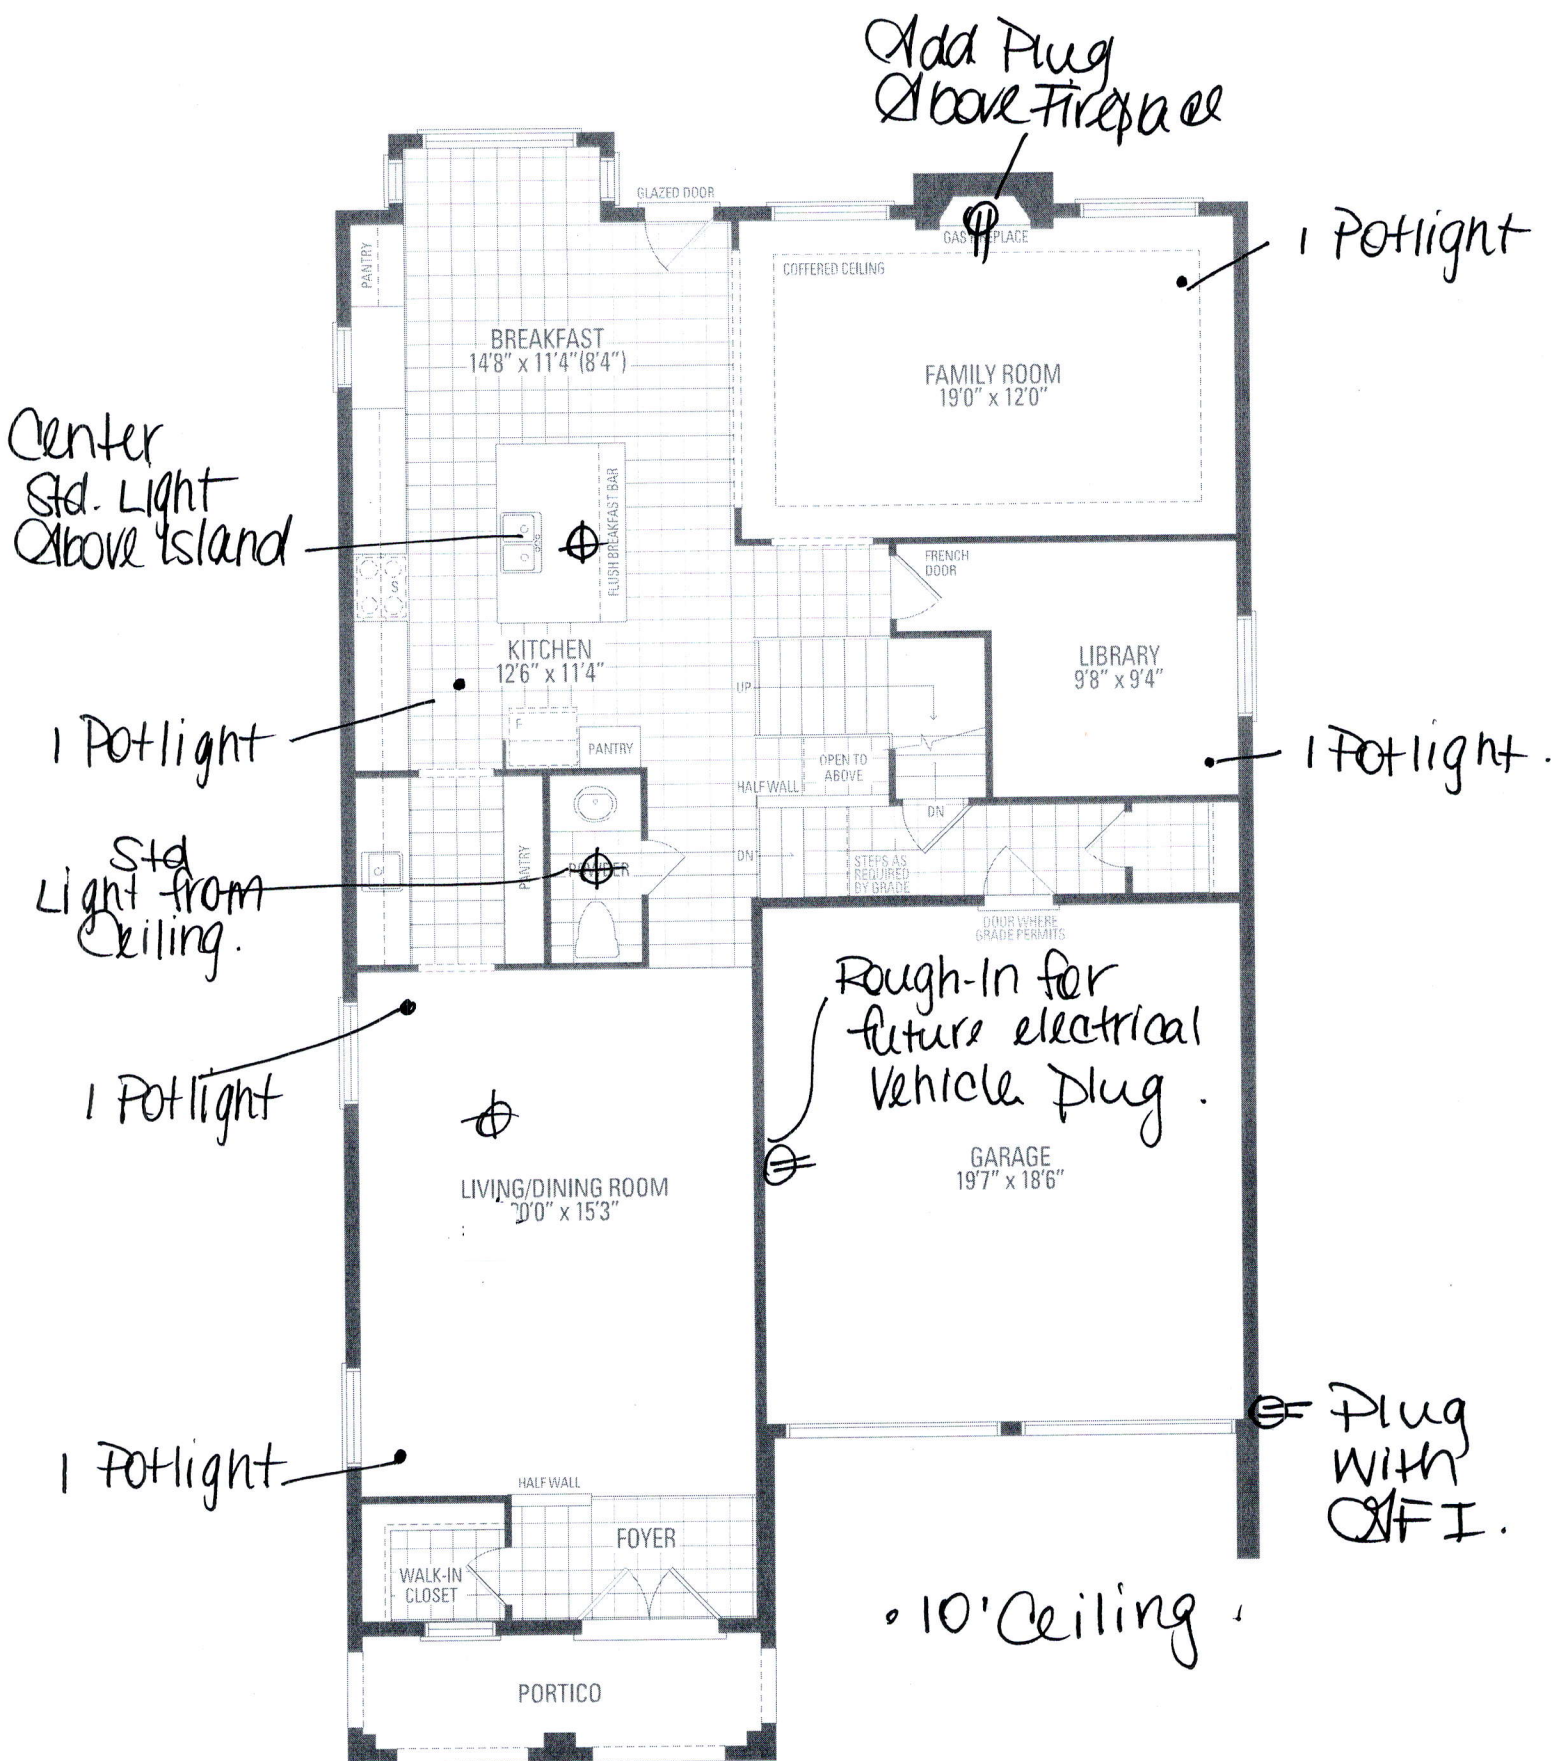 Add Plug
Above Fireplace
GLAZED DOOR
GAS FIREPLACE
1 Potlight
PANTRY
COFFERED CEILING
BREAKFAST
14'8" x 11'4"(8'4")
FAMILY ROOM
19'0" x 12'0"
Center
Std. Light
Above Island
FLUSH BREAKFAST BAR
S
FRENCH
DOOR
KITCHEN
12'6" x 11'4"
LIBRARY
9'8" x 9'4"
UP
1 Potlight
F
PANTRY
OPEN TO
ABOVE
HALF WALL
1 Potlight.
DN
Std
Light from
Ceiling.
POWDER
PANTRY
DN
STEPS AS
REQUIRED
BY GRADE
DOOR WHERE
GRADE PERMITS
Rough-In for
future electrical
Vehicle Plug.
1 Potlight
GARAGE
19'7" x 18'6"
LIVING/DINING ROOM
20'0" x 15'3"
Plug
with
GFI.
1 Potlight
HALF WALL
FOYER
WALK-IN
CLOSET
• 10' Ceiling.
PORTICO